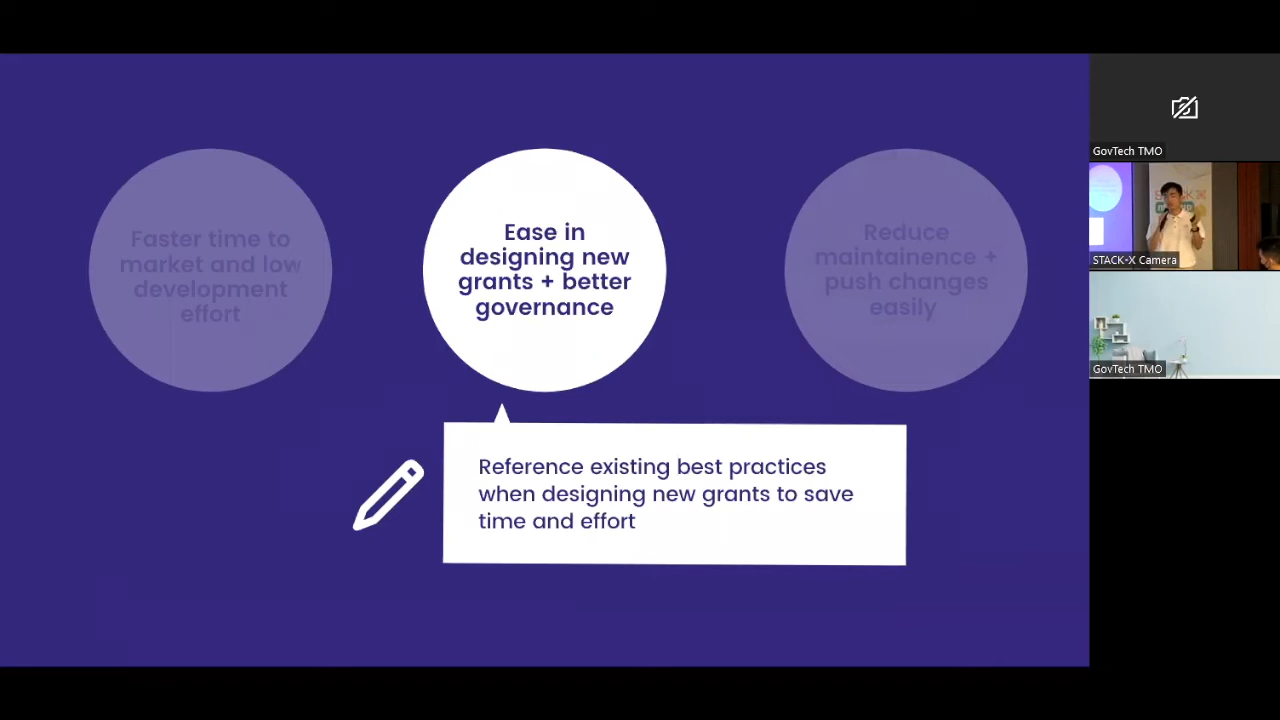 Faster time to
market and low
development
effort
Ease in
designing new
grants + better
governance
Reduce
maintainence +
push changes
easily
Reference existing best practices
when designing new grants to save
time and effort
GovTech TMO
STACK-X Camera
GovTech TMO